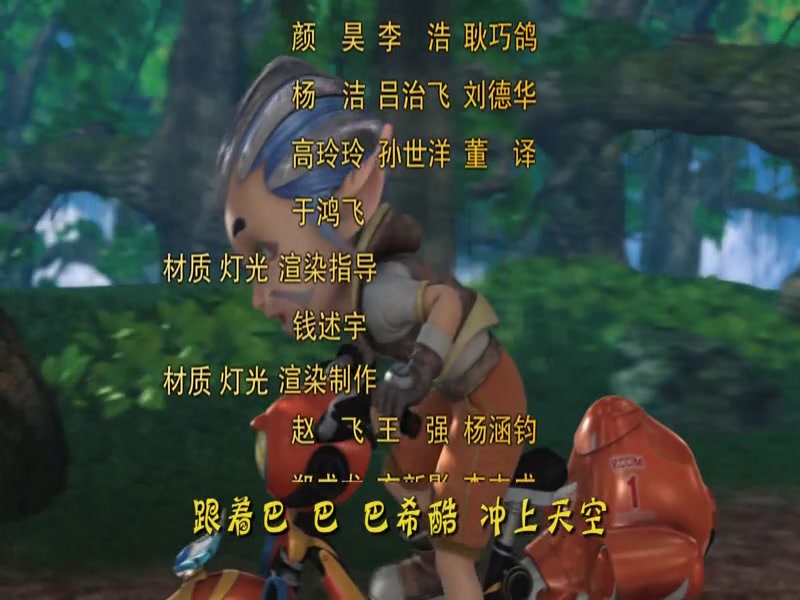 颜　昊 李　浩 耿巧鸽
杨　洁 吕治飞 刘德华
高玲玲 孙世洋 董　译
于鸿飞
材质 灯光 渲染指导
钱述宇
材质 灯光 渲染制作
赵　飞 王　强 杨涵钧
跟着巴 巴 巴希酷 冲上天空
1